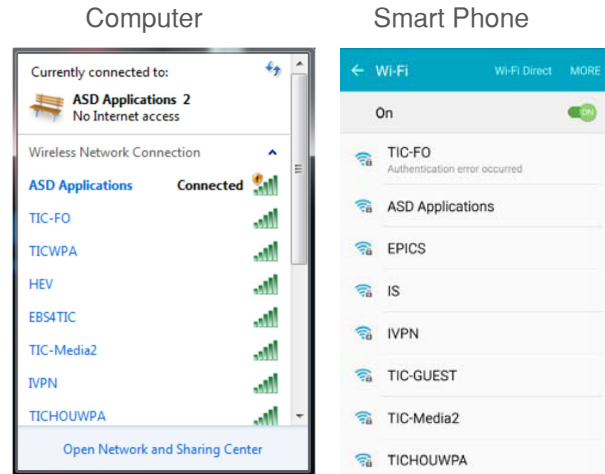 Computer
Currently connected to:
ASD Applications 2
No Internet access
Wireless Network Connection
ASD Applications Connected
TIC-FO
TICWPA
HEV
EBS4TIC
TIC-Media2
IVPN
TICHOUWPA
Open Network and Sharing Center
Smart Phone
Wi-Fi Wi-Fi Direct MORE
On ON
TIC-FO
Authentication error occurred
ASD Applications
EPICS
IS
IVPN
TIC-GUEST
TIC-Media2
TICHOUWPA